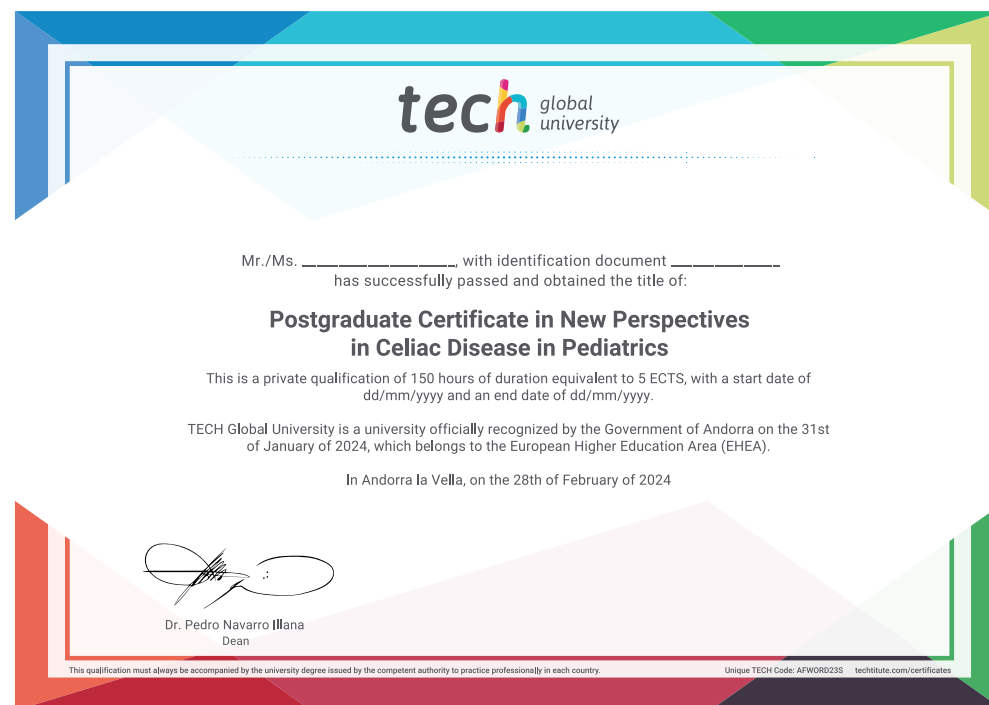 tech global
university
Mr./Ms. _________________, with identification document ____________
has successfully passed and obtained the title of:
Postgraduate Certificate in New Perspectives
in Celiac Disease in Pediatrics
This is a private qualification of 150 hours of duration equivalent to 5 ECTS, with a start date of
dd/mm/yyyy and an end date of dd/mm/yyyy.
TECH Global University is a university officially recognized by the Government of Andorra on the 31st
of January of 2024, which belongs to the European Higher Education Area (EHEA).
In Andorra la Vella, on the 28th of February of 2024
Dr. Pedro Navarro Illana
Dean
This qualification must always be accompanied by the university degree issued by the competent authority to practice professionally in each country. Unique TECH Code: AFWORD23S techtitute.com/certificates